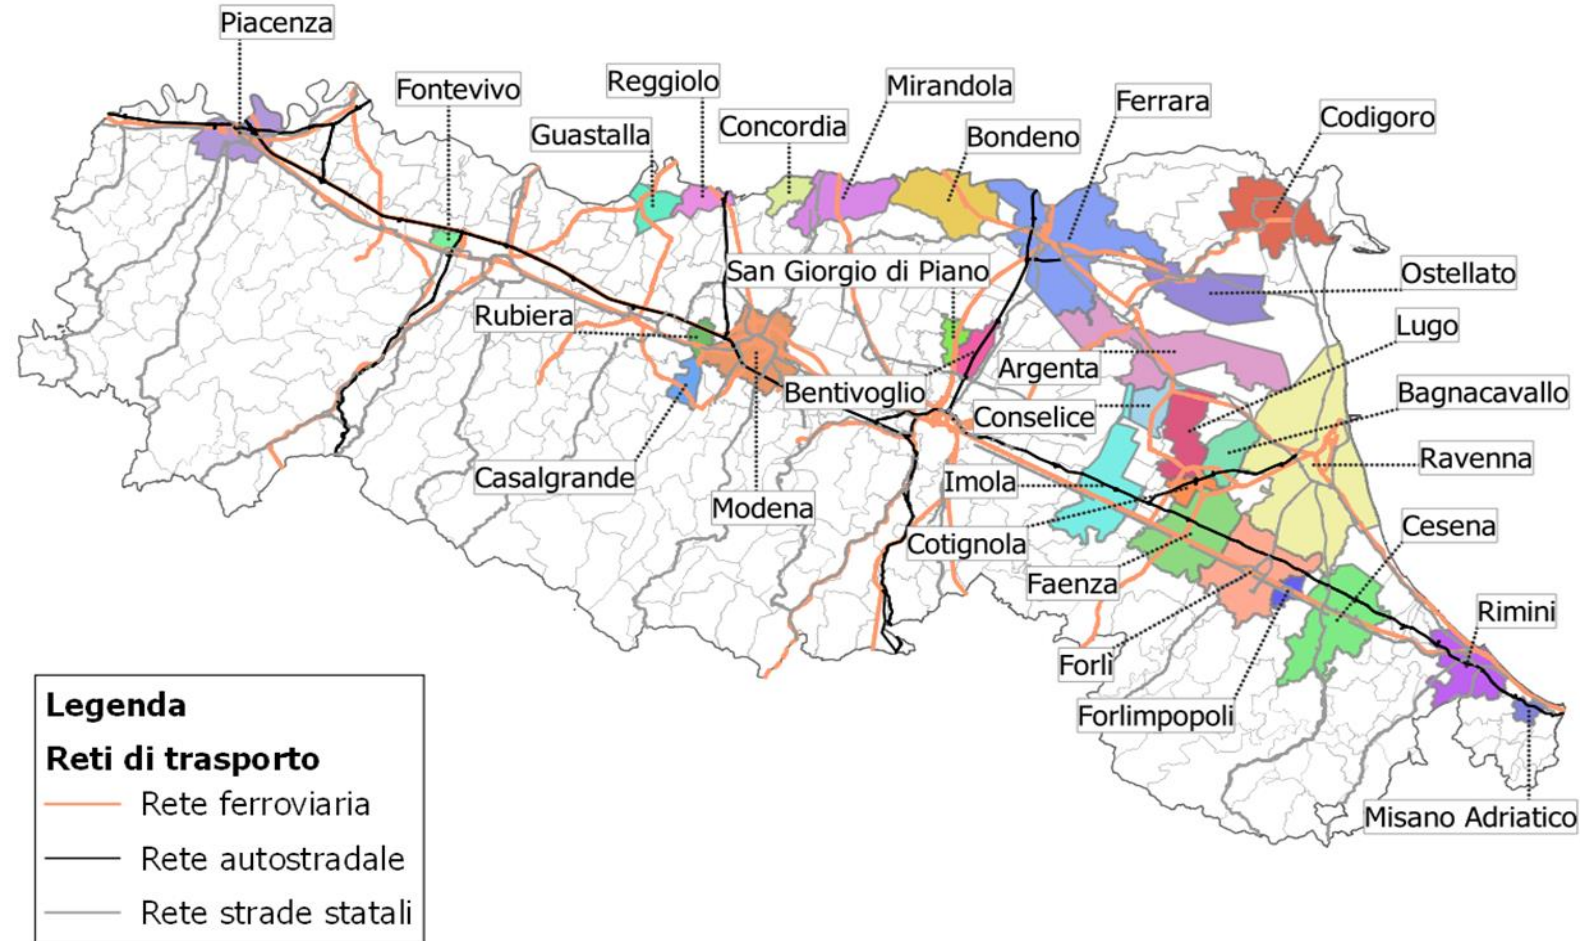 Piacenza
Fontevivo
Reggiolo
Mirandola
Ferrara
Codigoro
Guastalla
Concordia
Bondeno
San Giorgio di Piano
Ostellato
Rubiera
Lugo
Argenta
Bentivoglio
Bagnacavallo
Conselice
Ravenna
Casalgrande
Imola
Modena
Cesena
Cotignola
Faenza
Rimini
Forlì
Forlimpopoli
Misano Adriatico
Legenda
Reti di trasporto
Rete ferroviaria
Rete autostradale
Rete strade statali